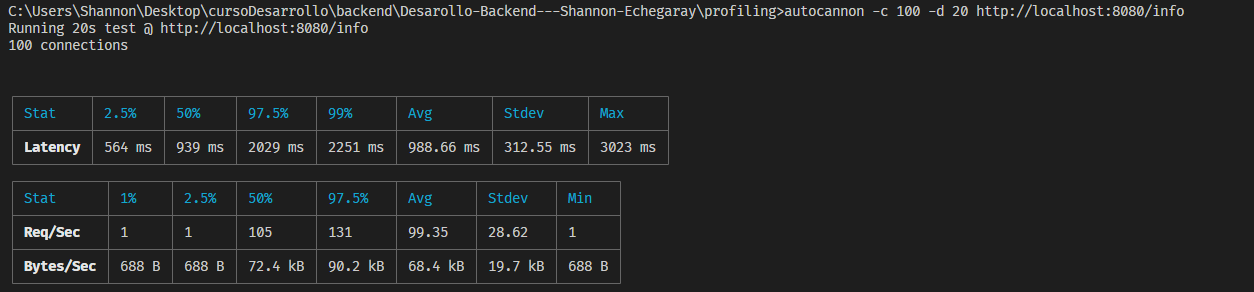 C:\Users\Shannon\Desktop\cursoDesarrollo\backend\Desarollo-Backend---Shannon-Echegaray\profiling>autocannon -c 100 -d 20 http://localhost:8080/info
Running 20s test @ http://localhost:8080/info
100 connections
Stat 2.5% 50% 97.5% 99% Avg Stdev Max
Latency 564 ms 939 ms 2029 ms 2251 ms 988.66 ms 312.55 ms 3023 ms
Stat 1% 2.5% 50% 97.5% Avg Stdev Min
Req/Sec 1 1 105 131 99.35 28.62 1
Bytes/Sec 688 B 688 B 72.4 kB 90.2 kB 68.4 kB 19.7 kB 688 B